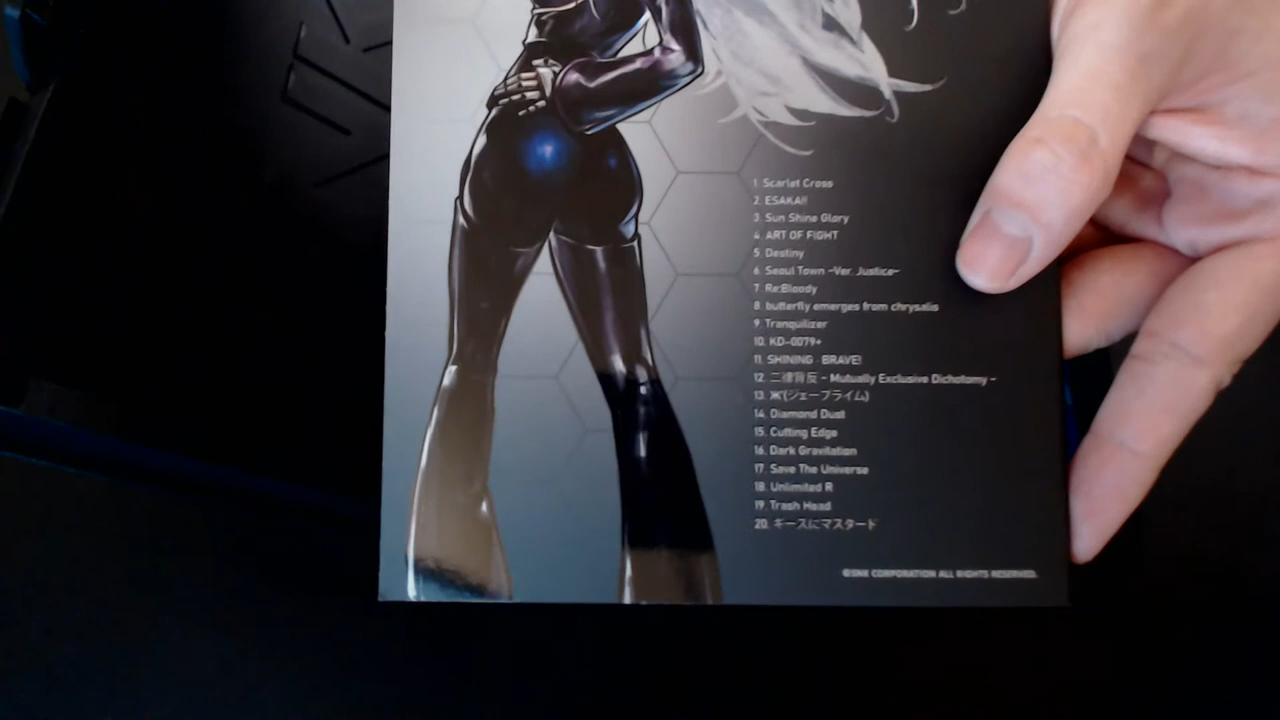 1. Scarlet Cross
2. ESAKA!!
3. Sun Shine Glory
4. ART OF FIGHT
5. Destiny
6. Seoul Town ~Ver. Justice~
7. Re:Bloody
8. butterfly emerges from chrysalis
9. Tranquilizer
10. KD-0079+
11. SHINING · BRAVE!
12. 二律背反 ~ Mutually Exclusive Dichotomy ~
13. Ж'(ジェープライム)
14. Diamond Dust
15. Cutting Edge
16. Dark Gravitation
17. Save The Universe
18. Unlimited R
19. Trash Head
20. ギースにマスタード
©SNK CORPORATION ALL RIGHTS RESERVED.